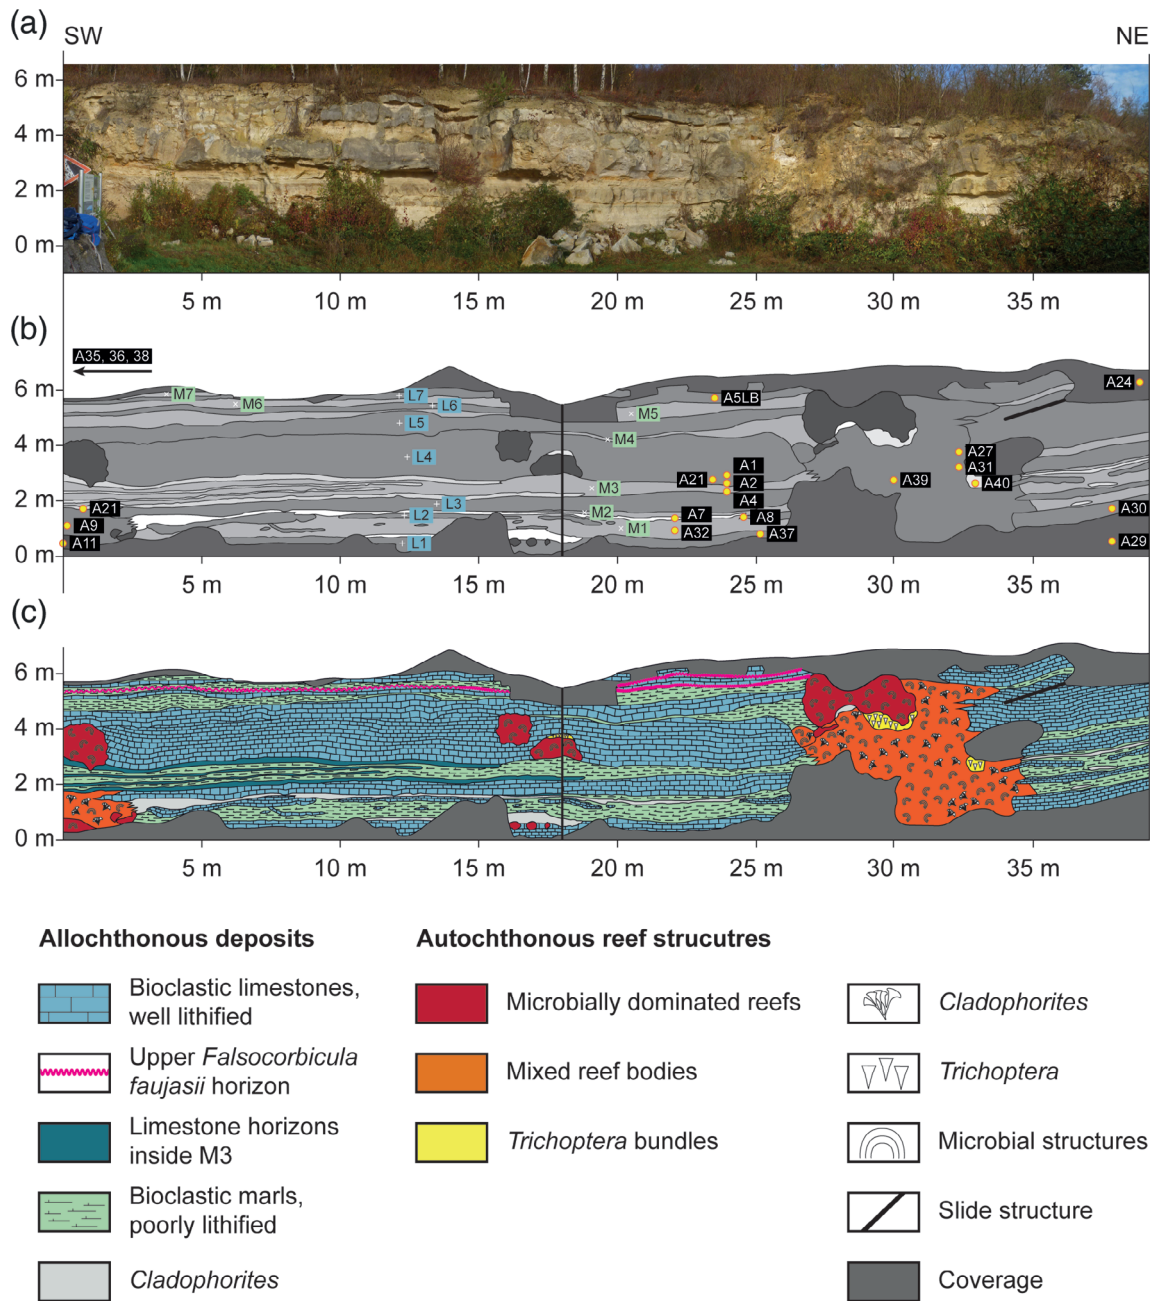 (a)
SW
NE
6 m
4 m
2 m
0 m
5 m
10 m
15 m
20 m
25 m
30 m
35 m
(b)
A35, 36, 38
6 m
4 m
2 m
0 m
M7
M6
L7
L6
L5
L4
L3
L2
L1
M5
M4
M3
M2
M1
A5LB
A24
A1
A21
A2
A4
A7
A8
A32
A37
A39
A27
A31
A40
A30
A29
A21
A9
A11
5 m
10 m
15 m
20 m
25 m
30 m
35 m
(c)
6 m
4 m
2 m
0 m
5 m
10 m
15 m
20 m
25 m
30 m
35 m
Allochthonous deposits
Bioclastic limestones,
well lithified
Upper Falsocorbicula
faujasii horizon
Limestone horizons
inside M3
Bioclastic marls,
poorly lithified
Cladophorites
Autochthonous reef strucutres
Microbially dominated reefs
Mixed reef bodies
Trichoptera bundles
Cladophorites
Trichoptera
Microbial structures
Slide structure
Coverage